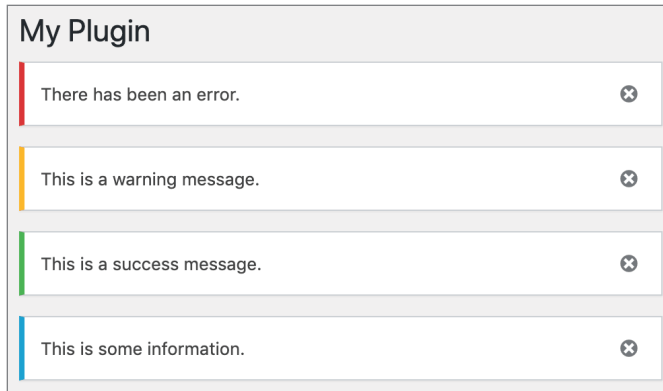 My Plugin
There has been an error.
This is a warning message.
This is a success message.
This is some information.